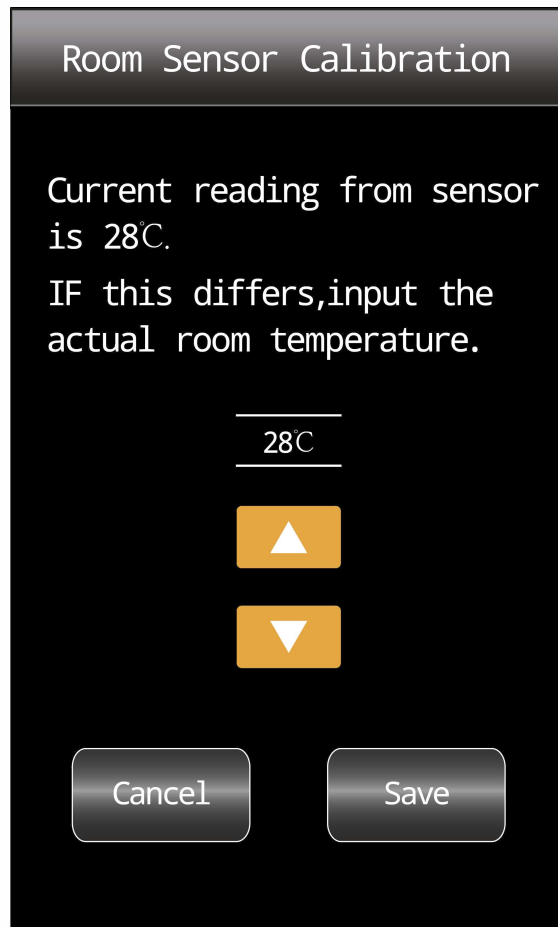 Room Sensor Calibration
Current reading from sensor
is 28℃.
IF this differs,input the
actual room temperature.
28℃
Cancel
Save